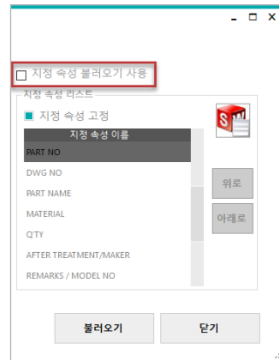 지정 속성 불러오기 사용
지정 속성 리스트
지정 속성 고정
지정 속성 이름
PART NO
DWG NO
PART NAME
MATERIAL
Q'TY
AFTER TREATMENT/MAKER
REMARKS / MODEL NO
위로
아래로
불러오기
닫기